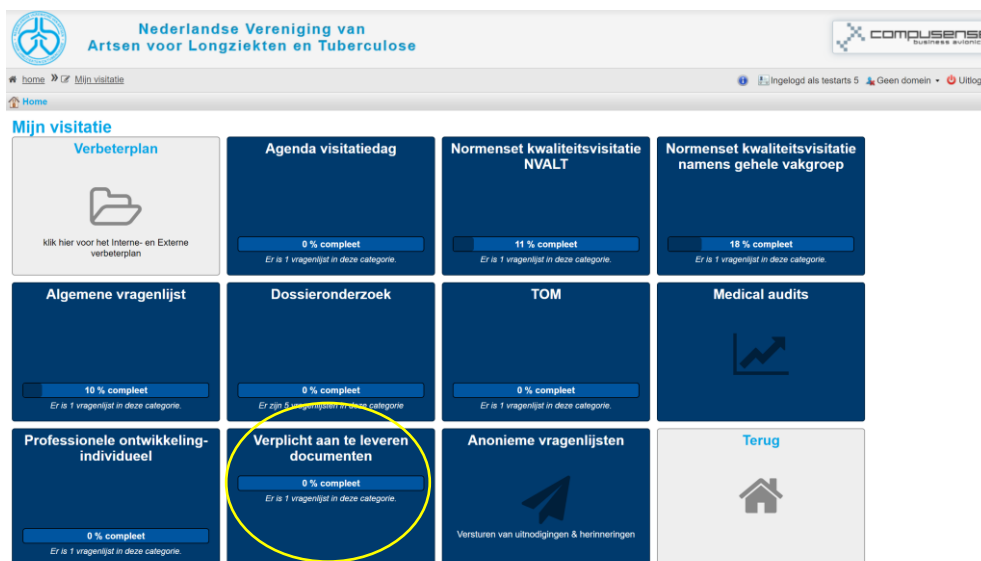 Nederlandse Vereniging van
Artsen voor Longziekten en Tuberculose
compusense
business avionics
home » Mijn visitatie
Ingelogd als testarts 5 Geen domein Uitlog
Home
Mijn visitatie
Verbeterplan
klik hier voor het Interne- en Externe
verbeterplan
Agenda visitatiedag
0 % compleet
Er is 1 vragenlijst in deze categorie.
Normenset kwaliteitsvisitatie
NVALT
11 % compleet
Er is 1 vragenlijst in deze categorie.
Normenset kwaliteitsvisitatie
namens gehele vakgroep
18 % compleet
Er is 1 vragenlijst in deze categorie.
Algemene vragenlijst
10 % compleet
Er is 1 vragenlijst in deze categorie.
Dossieronderzoek
0 % compleet
Er zijn 5 vragenlijsten in deze categorie
TOM
0 % compleet
Er is 1 vragenlijst in deze categorie.
Medical audits
Professionele ontwikkeling-
individueel
0 % compleet
Er is 1 vragenlijst in deze categorie.
Verplicht aan te leveren
documenten
0 % compleet
Er is 1 vragenlijst in deze categorie.
Anonieme vragenlijsten
Versturen van uitnodigingen & herinneringen
Terug